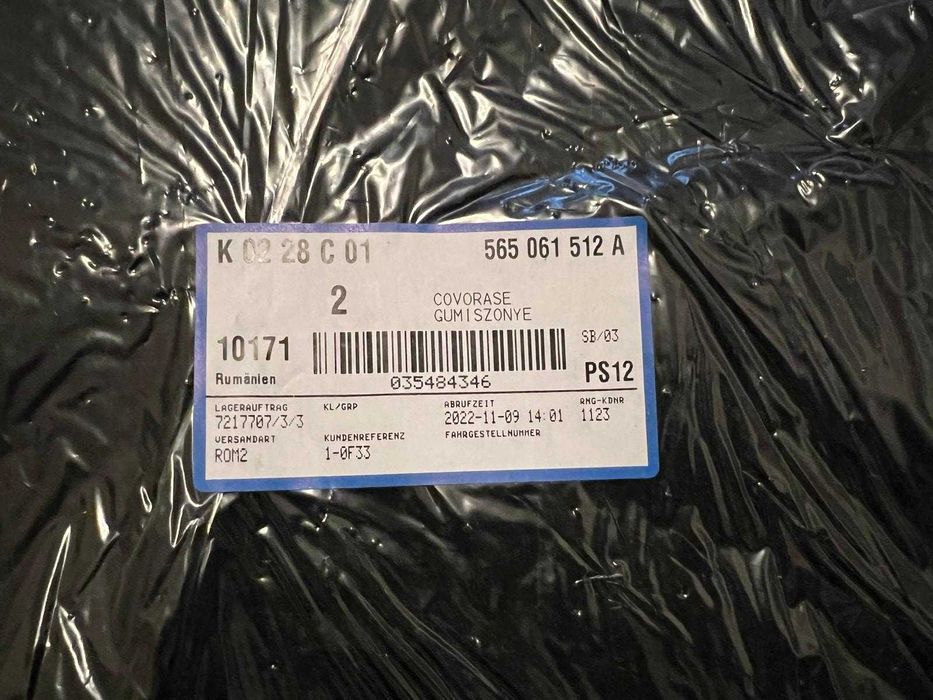 K 02 28 C 01
565 061 512 A
2
COVORASE
GUMISZONYE
10171
SB/03
Rumänien
035484346
PS12
LAGERAUFTRAG
KL/GRP
ABRUFZEIT
RNG-KDNR
7217707/3/3
2022-11-09 14:01
1123
VERSANDART
KUNDENREFERENZ
FAHRGESTELLNUMMER
ROM2
1-0F33